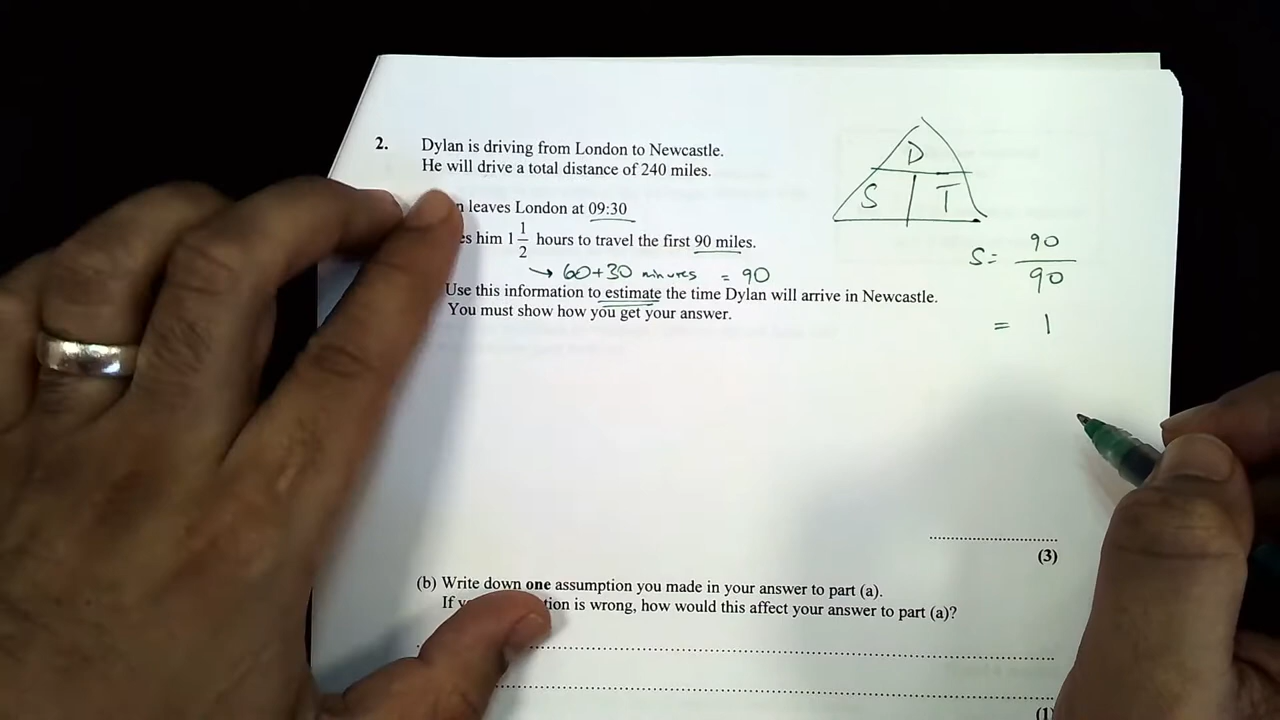 2. Dylan is driving from London to Newcastle.
He will drive a total distance of 240 miles.
n leaves London at 09:30
es him 1 1/2 hours to travel the first 90 miles.
→ 60+30 minutes = 90
Use this information to estimate the time Dylan will arrive in Newcastle.
You must show how you get your answer.
D
S T
S= 90/90
= 1
(3)
(b) Write down one assumption you made in your answer to part (a).
If tion is wrong, how would this affect your answer to part (a)?
(1)